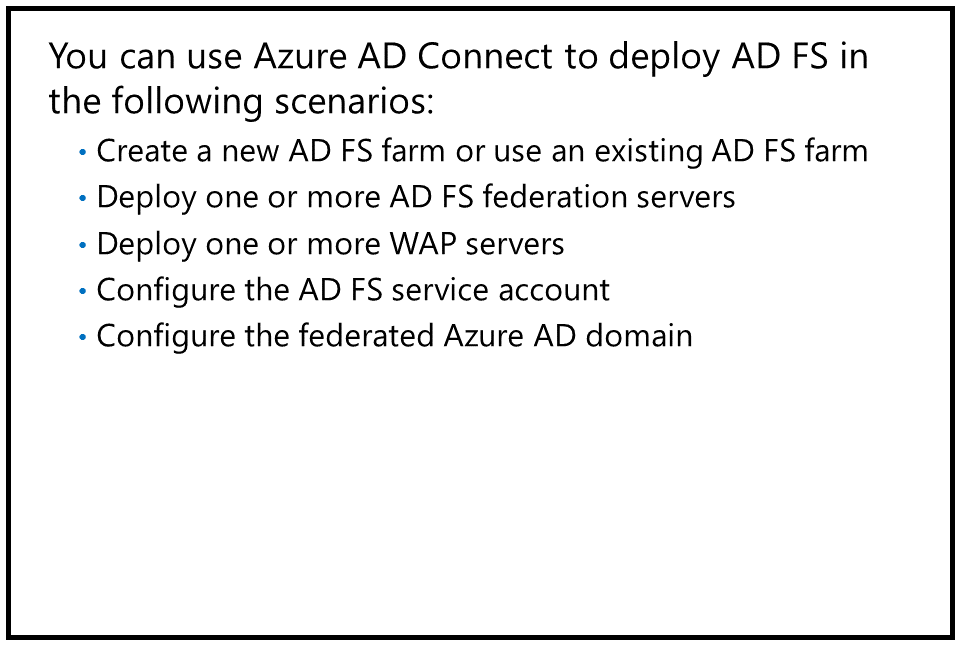 You can use Azure AD Connect to deploy AD FS in
the following scenarios:
• Create a new AD FS farm or use an existing AD FS farm
• Deploy one or more AD FS federation servers
• Deploy one or more WAP servers
• Configure the AD FS service account
• Configure the federated Azure AD domain